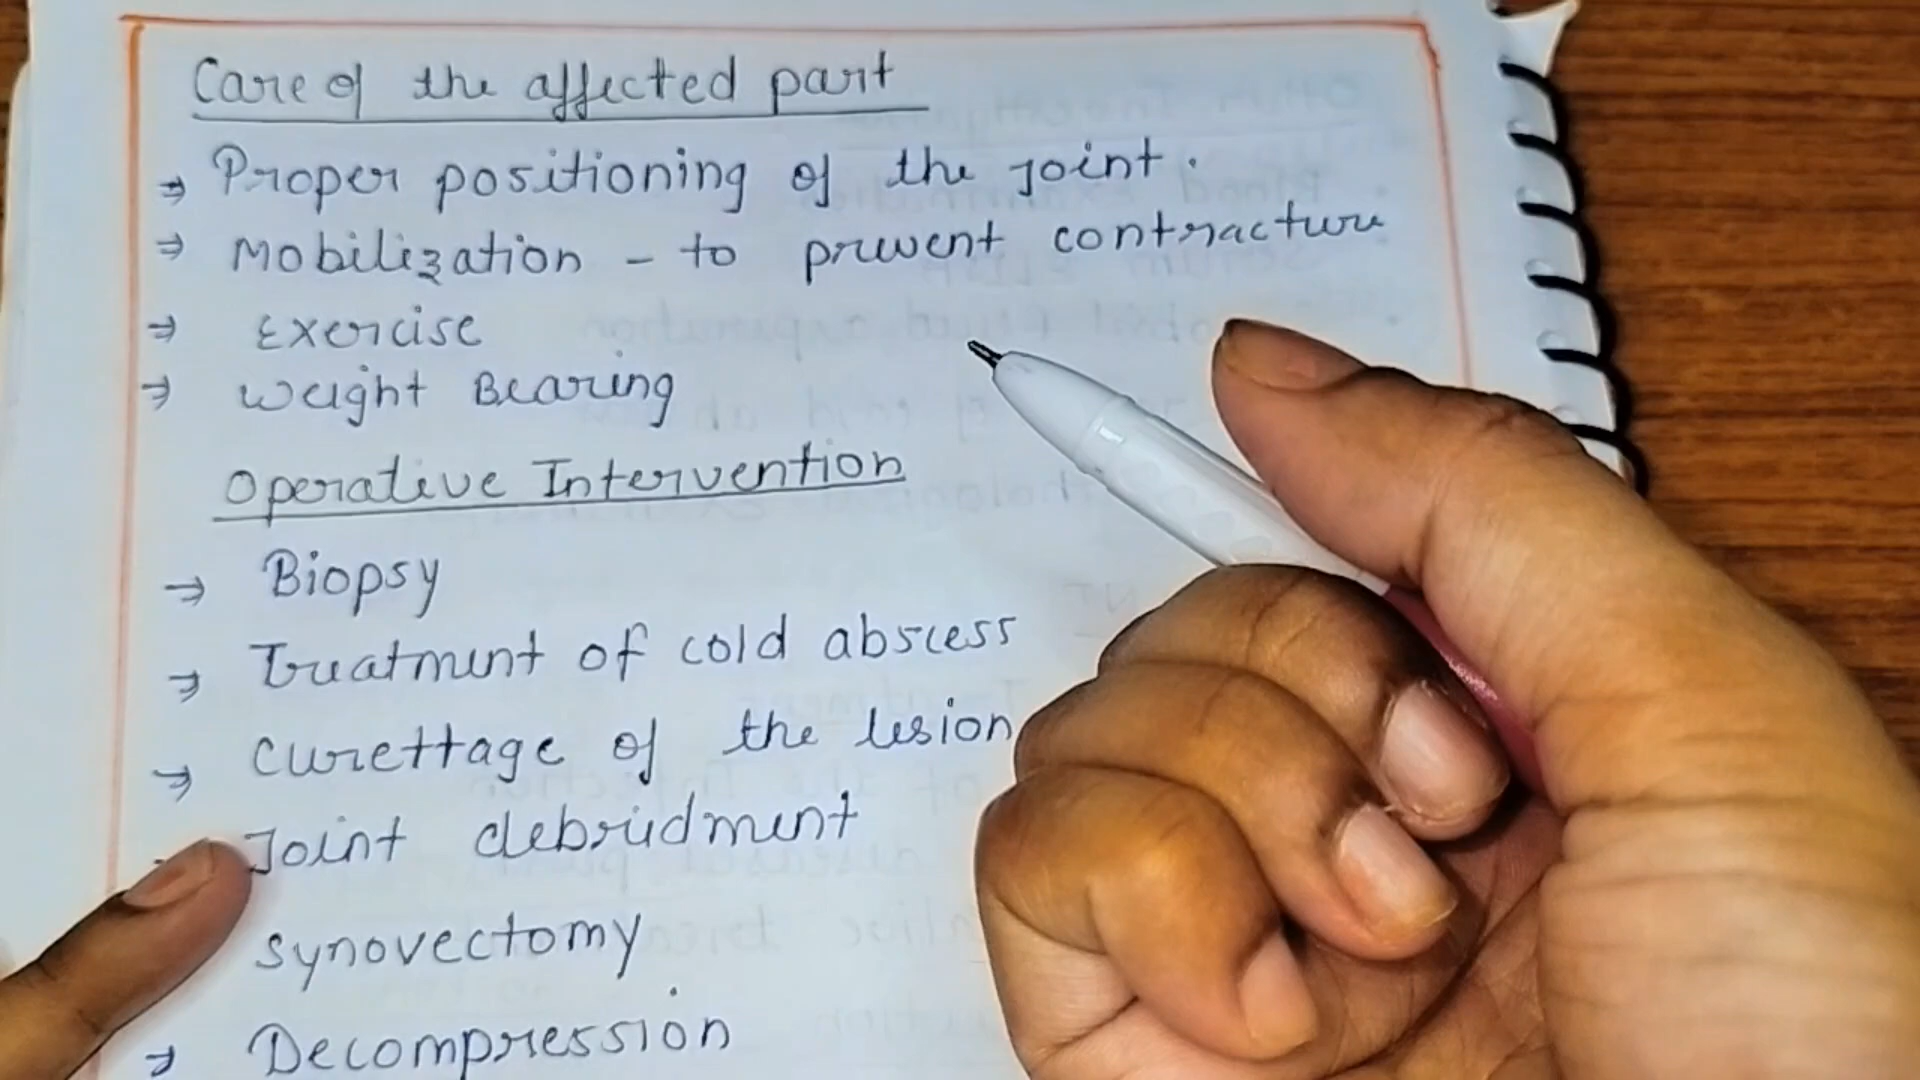 Care of the affected part
⇒ Proper positioning of the joint.
⇒ Mobilization - to prevent contracture
⇒ Exercise
⇒ Weight Bearing
Operative Intervention
→ Biopsy
→ Treatment of cold abscess
→ Curettage of the lesion
Joint debridment
Synovectomy
→ Decompression